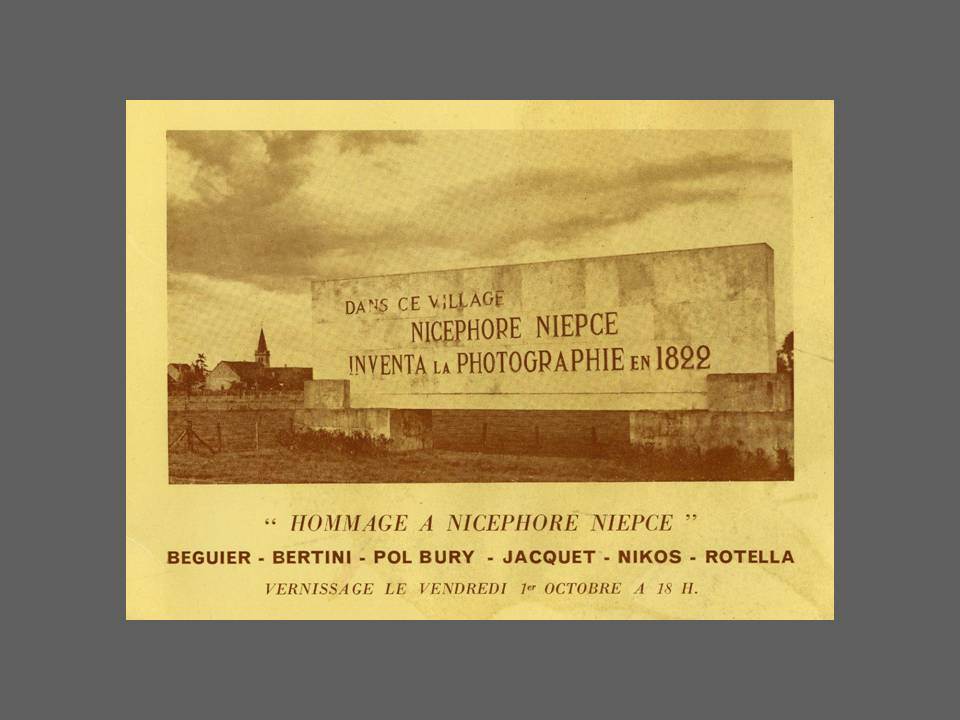 DANS CE VILLAGE
NICEPHORE NIEPCE
INVENTA LA PHOTOGRAPHIE EN 1822
“ HOMMAGE A NICEPHORE NIEPCE ”
BEGUIER - BERTINI - POL BURY - JACQUET - NIKOS - ROTELLA
VERNISSAGE LE VENDREDI 1er OCTOBRE A 18 H.